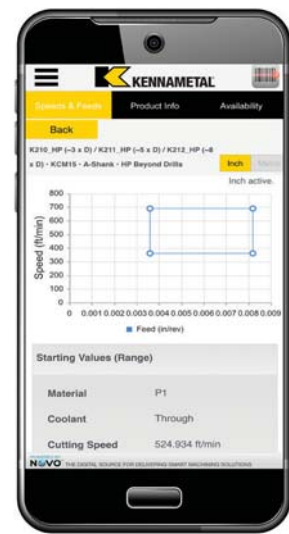 KENNAMETAL
Speeds & Feeds Product Info Availability
Back
K210_HP (~3 x D) / K211_HP (~5 x D) / K212_HP (~8
x D) - KCM15 - A-Shank - HP Beyond Drills
Inch Metric
Inch active.
800
700
600
500
400
300
200
100
0
Speed (ft/min)
0 0.001 0.002 0.003 0.004 0.005 0.006 0.007 0.008 0.009
Feed (in/rev)
Starting Values (Range)
Material P1
Coolant Through
Cutting Speed 524.934 ft/min
NOVO THE DIGITAL SOURCE FOR DELIVERING SMART MACHINING SOLUTIONS